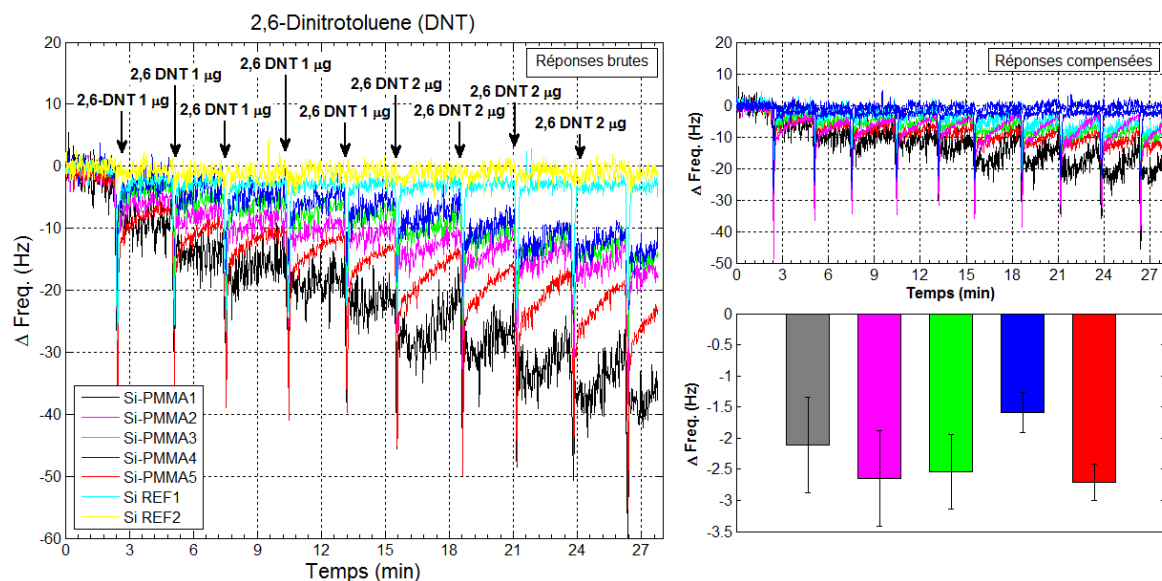 2,6-Dinitrotoluene (DNT)
Réponses brutes
2,6-DNT 1 µg
2,6 DNT 1 µg
2,6 DNT 1 µg
2,6 DNT 1 µg
2,6 DNT 1 µg
2,6 DNT 2 µg
2,6 DNT 2 µg
2,6 DNT 2 µg
2,6 DNT 2 µg
20
10
0
-10
-20
-30
-40
-50
-60
Δ Freq. (Hz)
Si-PMMA1
Si-PMMA2
Si-PMMA3
Si-PMMA4
Si-PMMA5
Si REF1
Si REF2
0 3 6 9 12 15 18 21 24 27
Temps (min)
Réponses compensées
20
10
0
-10
-20
-30
-40
-50
Δ Freq. (Hz)
0 3 6 9 12 15 18 21 24 27
Temps (min)
0
-0.5
-1
-1.5
-2
-2.5
-3
-3.5
Δ Freq. (Hz)